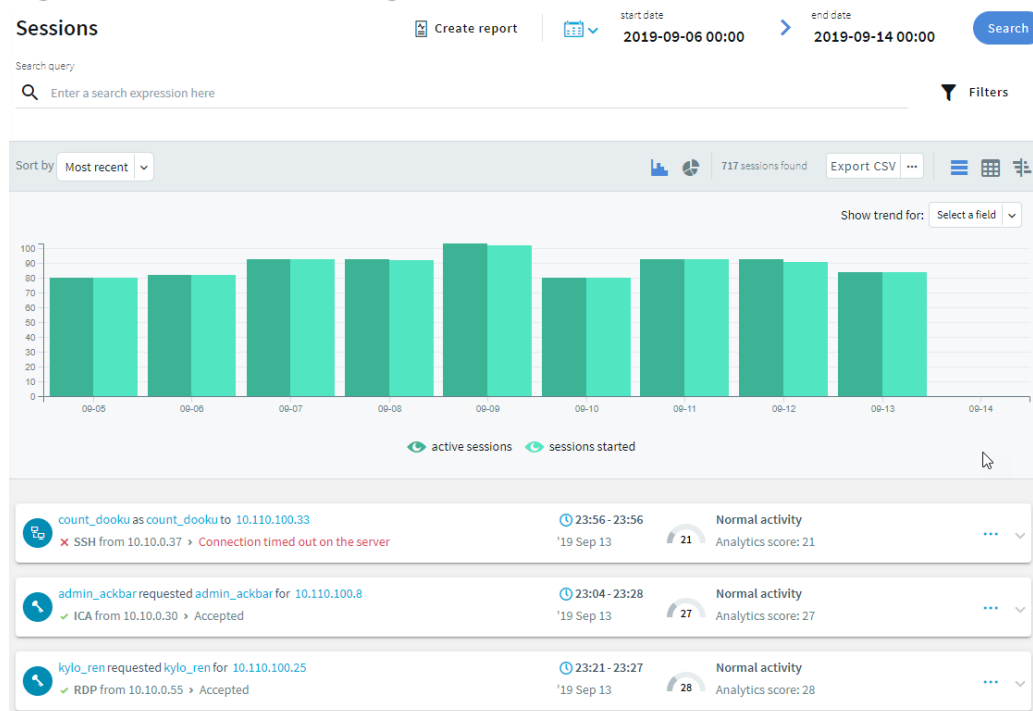 Sessions
Create report
start date
2019-09-06 00:00
end date
2019-09-14 00:00
Search
Search query
Enter a search expression here
Filters
Sort by Most recent
717 sessions found
Export CSV ...
Show trend for: Select a field
100
90
80
70
60
50
40
30
20
10
0
09-05 09-06 09-07 09-08 09-09 09-10 09-11 09-12 09-13 09-14
active sessions sessions started
count_dooku as count_dooku to 10.110.100.33
SSH from 10.10.0.37 > Connection timed out on the server
23:56 - 23:56
'19 Sep 13
21
Normal activity
Analytics score: 21
admin_ackbar requested admin_ackbar for 10.110.100.8
ICA from 10.10.0.30 > Accepted
23:04 - 23:28
'19 Sep 13
27
Normal activity
Analytics score: 27
kylo_ren requested kylo_ren for 10.110.100.25
RDP from 10.10.0.55 > Accepted
23:21 - 23:27
'19 Sep 13
28
Normal activity
Analytics score: 28